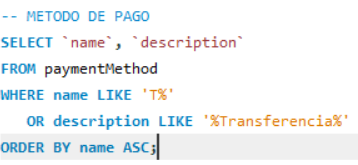 -- METODO DE PAGO
SELECT `name`, `description`
FROM paymentMethod
WHERE name LIKE 'T%'
OR description LIKE '%Transferencia%'
ORDER BY name ASC;